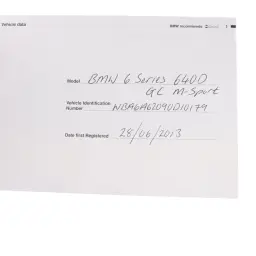 Vehicle data
BMW recommends
Model BMW 6 Series 640D
GC M-Sport
Vehicle Identification
Number WBA6A62090D10179
Date First Registered 28/06/2013